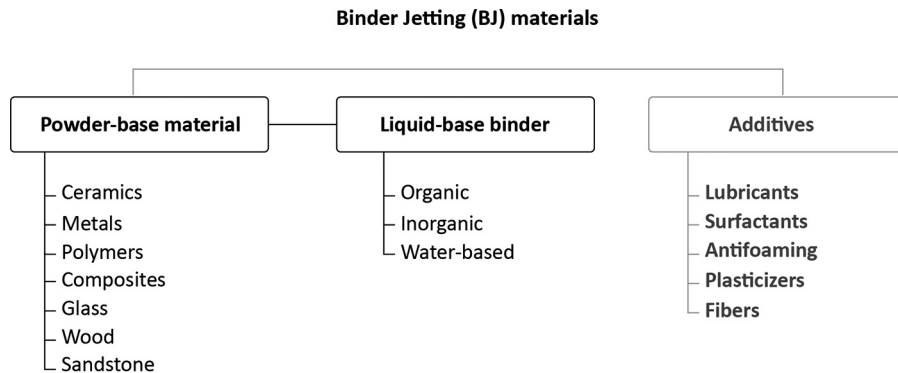 Binder Jetting (BJ) materials
Powder-base material
Ceramics
Metals
Polymers
Composites
Glass
Wood
Sandstone
Liquid-base binder
Organic
Inorganic
Water-based
Additives
Lubricants
Surfactants
Antifoaming
Plasticizers
Fibers